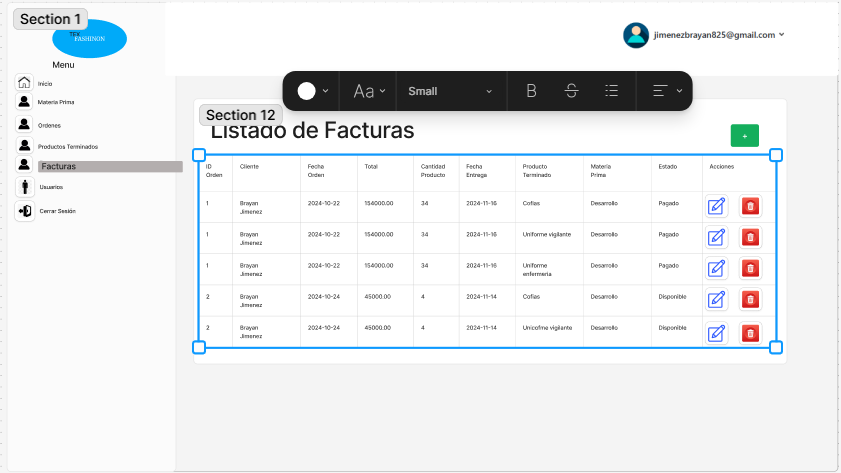 Section 1
TEX
FASHINON
jimenezbrayan825@gmail.com
Menu
Inicio
Materia Prima
Ordenes
Productos Terminados
Facturas
Usuarios
Cerrar Sesión
Aa
Small
B
S
Section 12
Listado de Facturas
+
ID Orden Cliente Fecha Orden Total Cantidad Producto Fecha Entrega Producto Terminado Materia Prima Estado Acciones
1 Brayan Jimenez 2024-10-22 154000.00 34 2024-11-16 Cofias Desarrollo Pagado
1 Brayan Jimenez 2024-10-22 154000.00 34 2024-11-16 Uniforme vigilante Desarrollo Pagado
1 Brayan Jimenez 2024-10-22 154000.00 34 2024-11-16 Uniforme enfermeria Desarrollo Pagado
2 Brayan Jimenez 2024-10-24 45000.00 4 2024-11-14 Cofias Desarrollo Disponible
2 Brayan Jimenez 2024-10-24 45000.00 4 2024-11-14 Unicofme vigilante Desarrollo Disponible